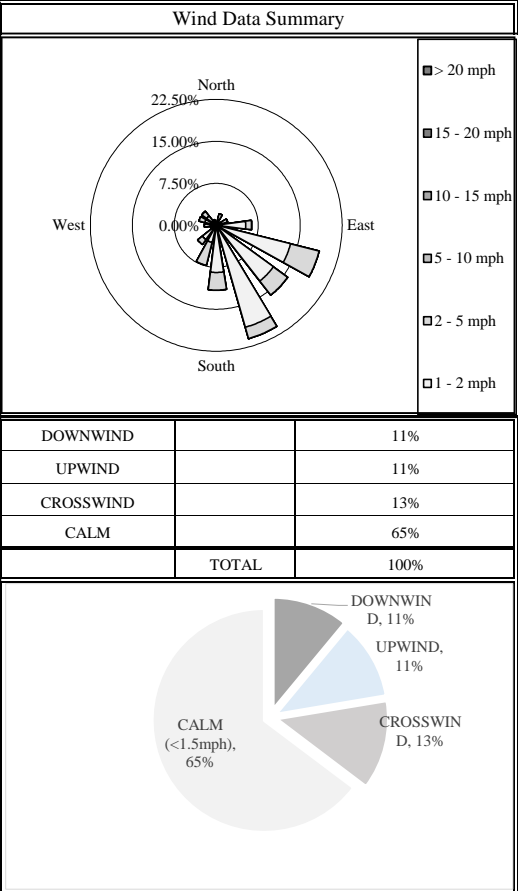 Wind Data Summary
North
22.50%
15.00%
7.50%
0.00%
West
East
South
> 20 mph
15 - 20 mph
10 - 15 mph
5 - 10 mph
2 - 5 mph
1 - 2 mph
DOWNWIND 11%
UPWIND 11%
CROSSWIND 13%
CALM 65%
TOTAL 100%
DOWNWIN
D, 11%
UPWIND,
11%
CROSSWIN
D, 13%
CALM
(<1.5mph),
65%